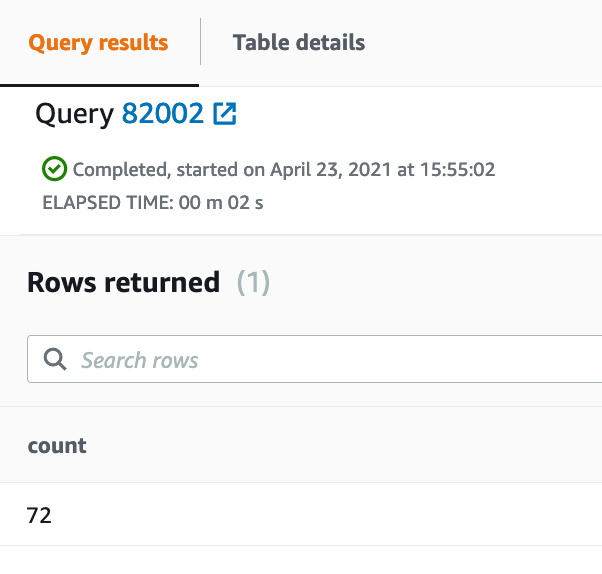 Query results Table details
Query 82002
Completed, started on April 23, 2021 at 15:55:02
ELAPSED TIME: 00 m 02 s
Rows returned (1)
Search rows
count
72